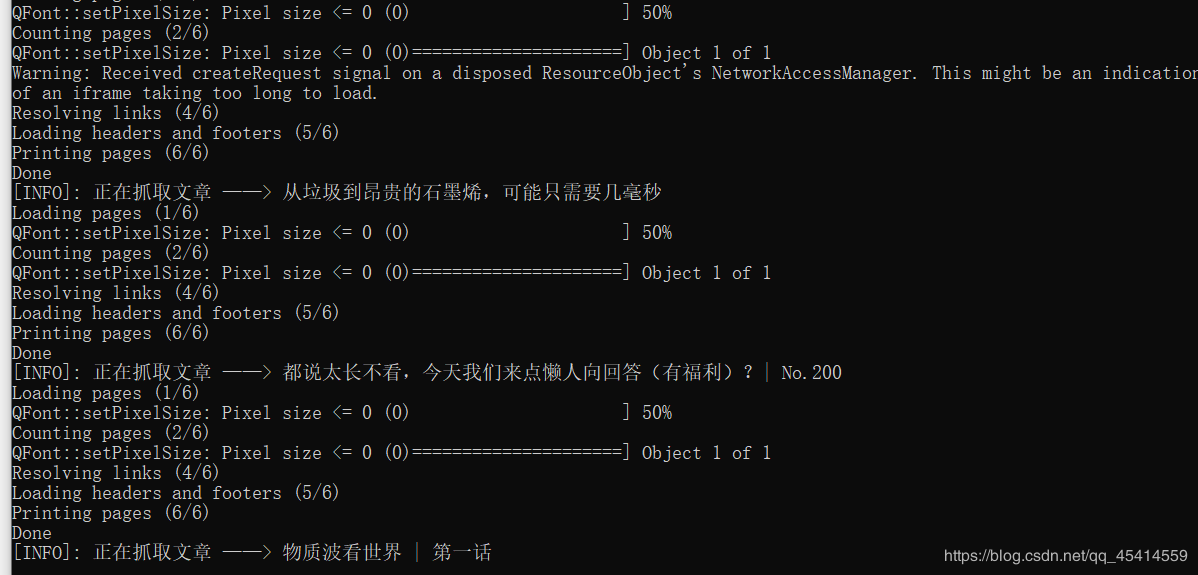 QFont::setPixelSize: Pixel size <= 0 (0)                     ] 50%
Counting pages (2/6)
QFont::setPixelSize: Pixel size <= 0 (0)=====================] Object 1 of 1
Warning: Received createRequest signal on a disposed ResourceObject's NetworkAccessManager. This might be an indication
of an iframe taking too long to load.
Resolving links (4/6)
Loading headers and footers (5/6)
Printing pages (6/6)
Done
[INFO]: 正在抓取文章 ——> 从垃圾到昂贵的石墨烯，可能只需要几毫秒
Loading pages (1/6)
QFont::setPixelSize: Pixel size <= 0 (0)                     ] 50%
Counting pages (2/6)
QFont::setPixelSize: Pixel size <= 0 (0)=====================] Object 1 of 1
Resolving links (4/6)
Loading headers and footers (5/6)
Printing pages (6/6)
Done
[INFO]: 正在抓取文章 ——> 都说太长不看，今天我们来点懒人向回答（有福利）？| No.200
Loading pages (1/6)
QFont::setPixelSize: Pixel size <= 0 (0)                     ] 50%
Counting pages (2/6)
QFont::setPixelSize: Pixel size <= 0 (0)=====================] Object 1 of 1
Resolving links (4/6)
Loading headers and footers (5/6)
Printing pages (6/6)
Done
[INFO]: 正在抓取文章 ——> 物质波看世界 | 第一话
https://blog.csdn.net/qq_45414559